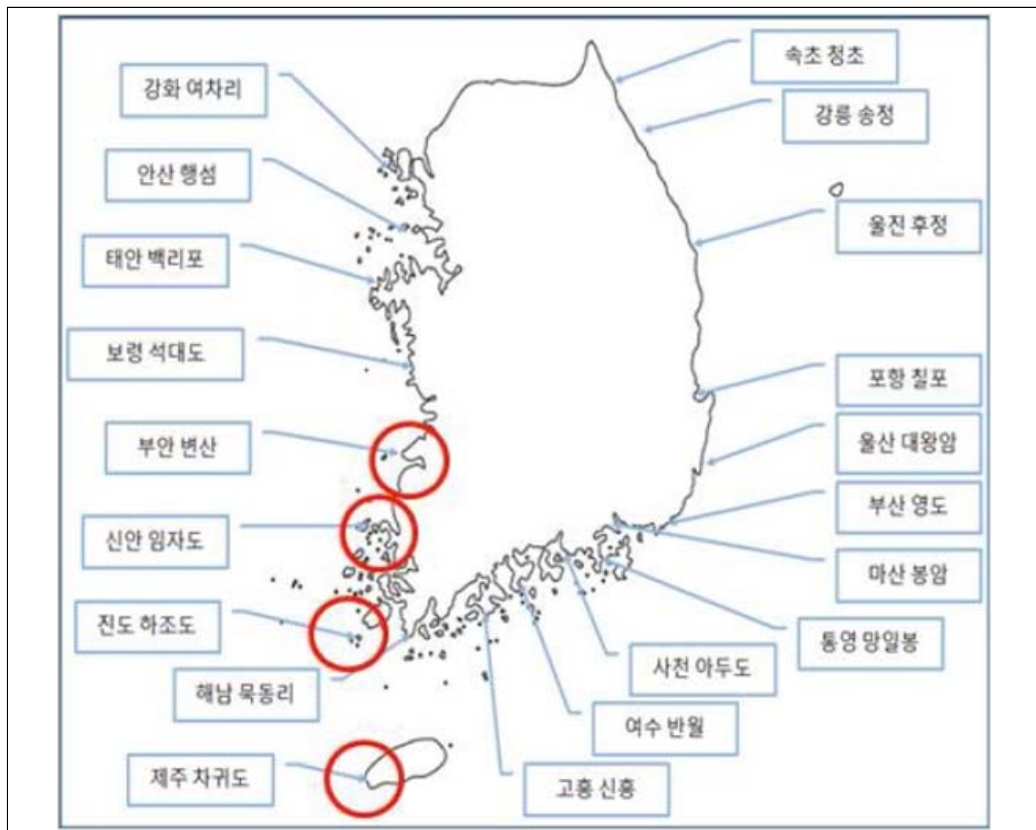 강화 여차리
안산 행섬
태안 백리포
보령 석대도
부안 변산
신안 임자도
진도 하조도
해남 묵동리
제주 차귀도
속초 청초
강릉 송정
울진 후정
포항 칠포
울산 대왕암
부산 영도
마산 봉암
통영 망일봉
사천 아두도
여수 반월
고흥 신흥